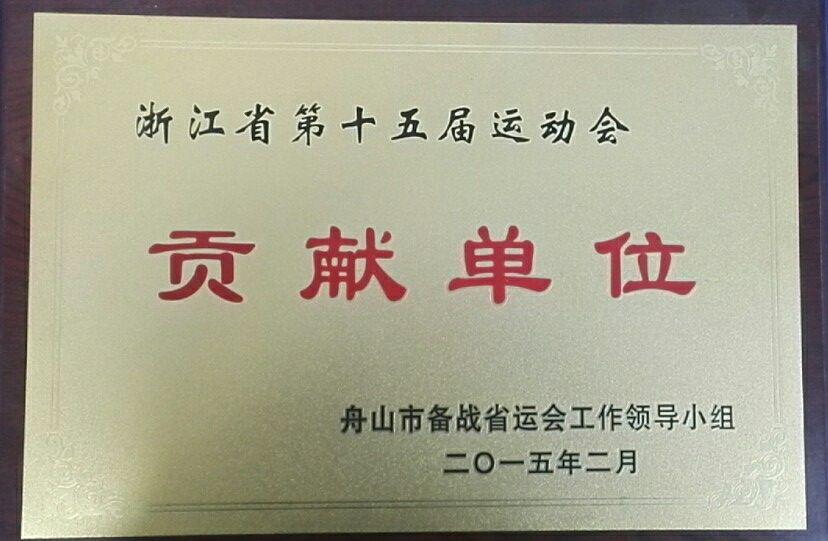 浙江省第十五届运动会
贡献单位
舟山市备战省运会工作领导小组
二〇一五年二月